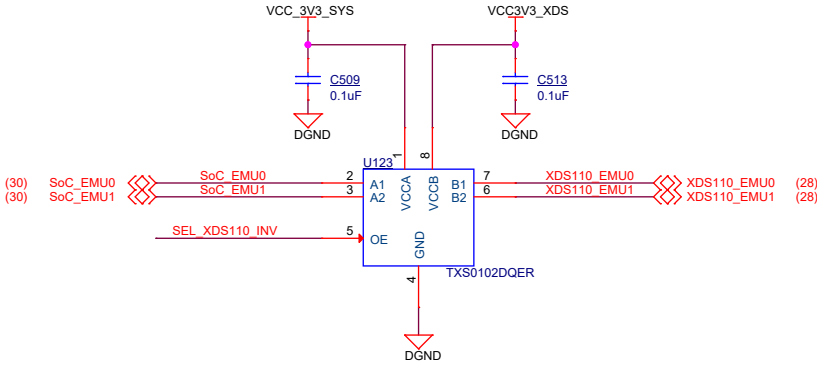 VCC_3V3_SYS VCC3V3_XDS
C509 C513
0.1uF 0.1uF
DGND DGND
U123 1 8
(30) SoC_EMU0 SoC_EMU0 2 A1 VCCA VCCB B1 7 XDS110_EMU0 XDS110_EMU0 (28)
(30) SoC_EMU1 SoC_EMU1 3 A2 B2 6 XDS110_EMU1 XDS110_EMU1 (28)
SEL_XDS110_INV 5 OE GND
TXS0102DQER
4
DGND